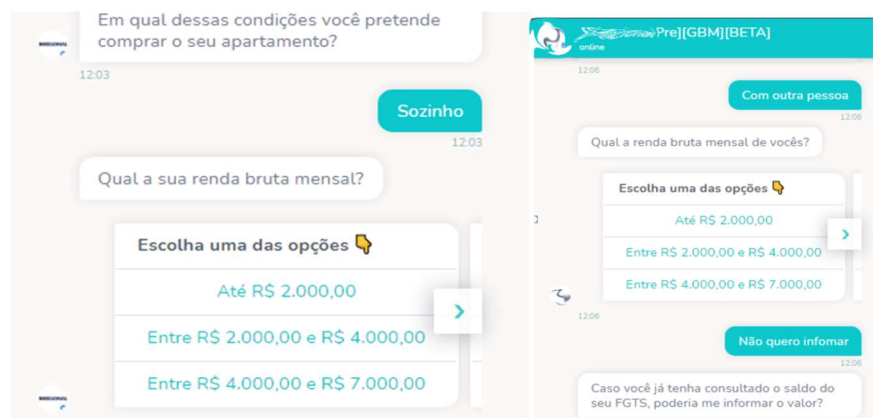 Em qual dessas condições você pretende
comprar o seu apartamento?
12:03
Sozinho
12:03
Qual a sua renda bruta mensal?
Escolha uma das opções 👇
Até R$ 2.000,00
Entre R$ 2.000,00 e R$ 4.000,00
Entre R$ 4.000,00 e R$ 7.000,00
Pre][GBM][BETA]
online
12:06
Com outra pessoa
12:06
Qual a renda bruta mensal de vocês?
Escolha uma das opções 👇
Até R$ 2.000,00
Entre R$ 2.000,00 e R$ 4.000,00
Entre R$ 4.000,00 e R$ 7.000,00
12:06
Não quero infomar
12:06
Caso você já tenha consultado o saldo do
seu FGTS, poderia me informar o valor?